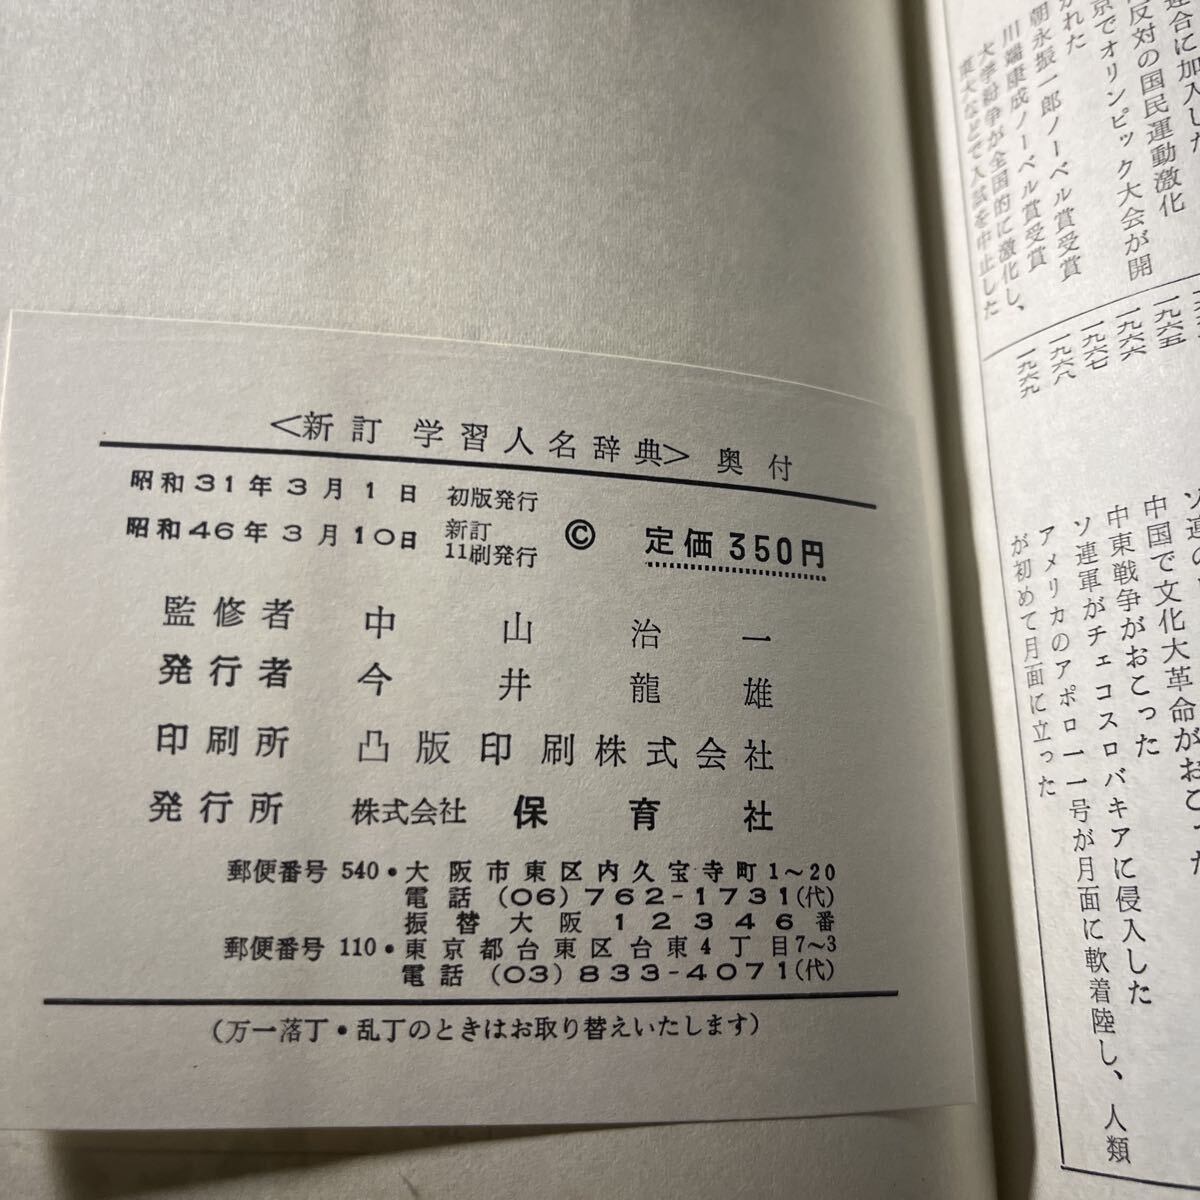 連合に加入した
反対の国民運動激化
京でオリンピック大会が開
かれた
朝永振一郎ノーベル賞受賞
川端康成ノーベル賞受賞
大学紛争が全国的に激化し、
東大などで入試を中止した
一九六五
一九六六
一九六七
一九六八
一九六九
中国で文化大革命がおこった
中東戦争がおこった
ソ連軍がチェコスロバキアに侵入した
アメリカのアポロ一一号が月面に軟着陸し、人類
が初めて月面に立った
<新訂 学習人名辞典> 奥付
昭和31年3月1日 初版発行
昭和46年3月10日 新訂11刷発行 © 定価350円
監修者 中山治一
発行者 今井龍雄
印刷所 凸版印刷株式会社
発行所 株式会社 保育社
郵便番号 540・大阪市東区内久宝寺町1~20
電話 (06)762-1731(代)
振替大阪12346番
郵便番号 110・東京都台東区台東4丁目7~3
電話 (03)833-4071(代)
(万一落丁・乱丁のときはお取り替えいたします)